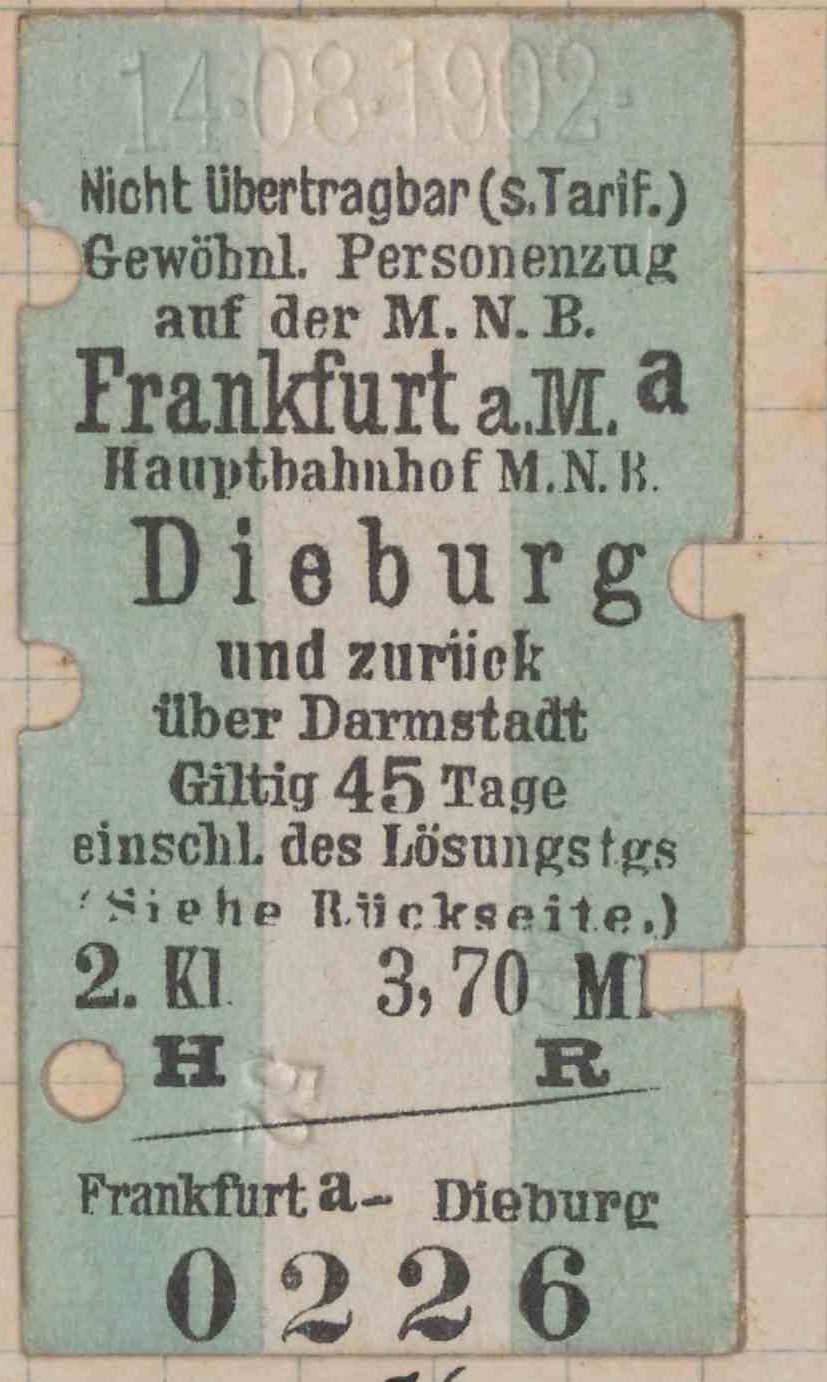 14·08·1902·
Nicht übertragbar (s.Tarif.)
Gewöhnl. Personenzug
auf der M. N. B.
Frankfurt a.M. a
Hauptbahnhof M.N.B.
Dieburg
und zurück
über Darmstadt
Giltig 45 Tage
einschl. des Lösungstgs
(Siehe Rückseite.)
2. Kl. 3,70 M
H R
Frankfurt a- Dieburg
0226